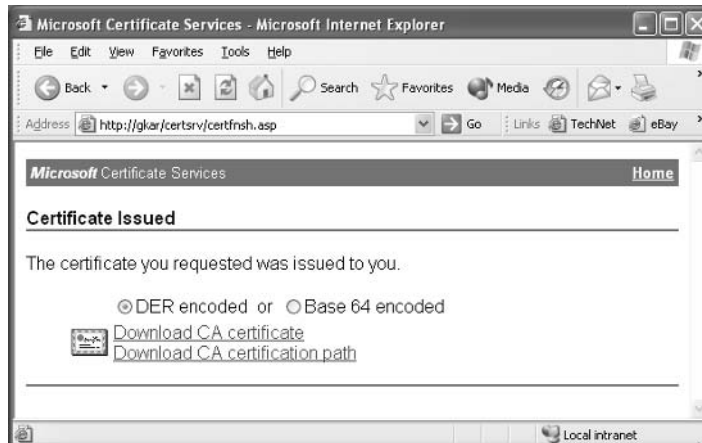 Microsoft Certificate Services - Microsoft Internet Explorer
File Edit View Favorites Tools Help
Back Search Favorites Media »
Address http://gkar/certsrv/certfnsh.asp Go Links TechNet eBay »
Microsoft Certificate Services Home
Certificate Issued
The certificate you requested was issued to you.
DER encoded or Base 64 encoded
Download CA certificate
Download CA certification path
Local intranet